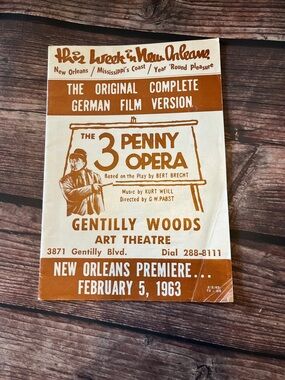 this week in New Orleans
New Orleans / Mississippi's Coast / Year 'Round Pleasure
THE ORIGINAL COMPLETE
GERMAN FILM VERSION
THE 3 PENNY
OPERA
Based on the Play by BERT BRECHT
Music by KURT WEILL
Directed by G.W. PABST
GENTILLY WOODS
ART THEATRE
3871 Gentilly Blvd. Dial 288-8111
NEW ORLEANS PREMIERE...
FEBRUARY 5, 1963